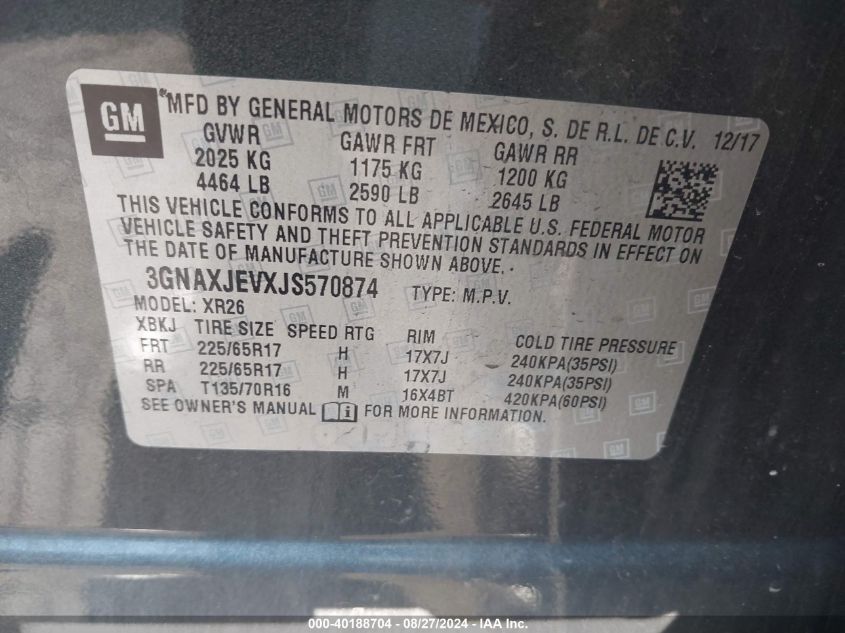 GM
MFD BY GENERAL MOTORS DE MEXICO, S. DE R.L. DE C.V. 12/17
GVWR GAWR FRT GAWR RR
2025 KG 1175 KG 1200 KG
4464 LB 2590 LB 2645 LB
THIS VEHICLE CONFORMS TO ALL APPLICABLE U.S. FEDERAL MOTOR
VEHICLE SAFETY AND THEFT PREVENTION STANDARDS IN EFFECT ON
THE DATE OF MANUFACTURE SHOWN ABOVE.
3GNAXJEVXJS570874 TYPE: M.P.V.
MODEL: XR26
XBKJ TIRE SIZE SPEED RTG RIM COLD TIRE PRESSURE
FRT 225/65R17 H 17X7J 240KPA(35PSI)
RR 225/65R17 H 17X7J 240KPA(35PSI)
SPA T135/70R16 M 16X4BT 420KPA(60PSI)
SEE OWNER'S MANUAL FOR MORE INFORMATION.
000-40188704 - 08/27/2024 - IAA Inc.